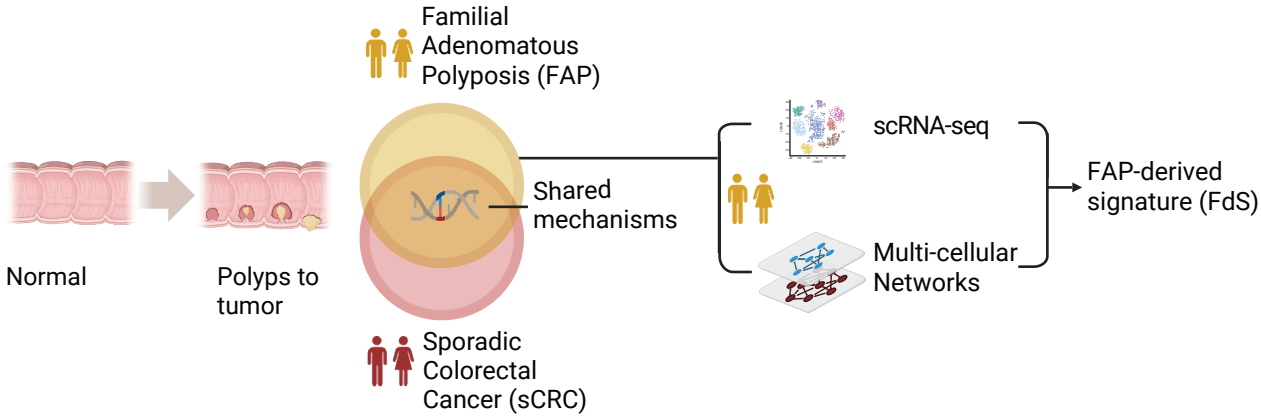 Normal
Polyps to
tumor
Familial
Adenomatous
Polyposis (FAP)
Shared
mechanisms
Sporadic
Colorectal
Cancer (sCRC)
scRNA-seq
Multi-cellular
Networks
FAP-derived
signature (FdS)